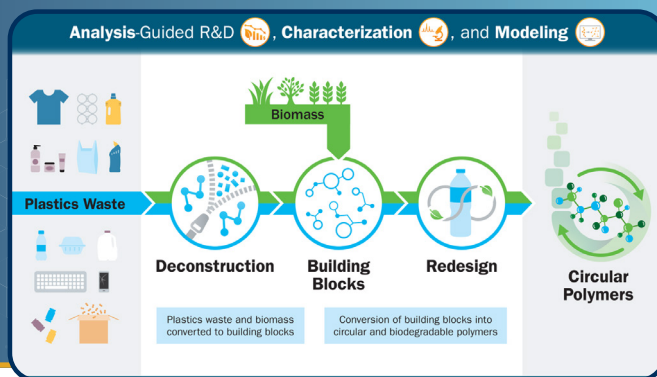 Analysis-Guided R&D , Characterization , and Modeling
Biomass
Plastics Waste
Deconstruction
Building
Blocks
Redesign
Circular
Polymers
Plastics waste and biomass
converted to building blocks
Conversion of building blocks into
circular and biodegradable polymers